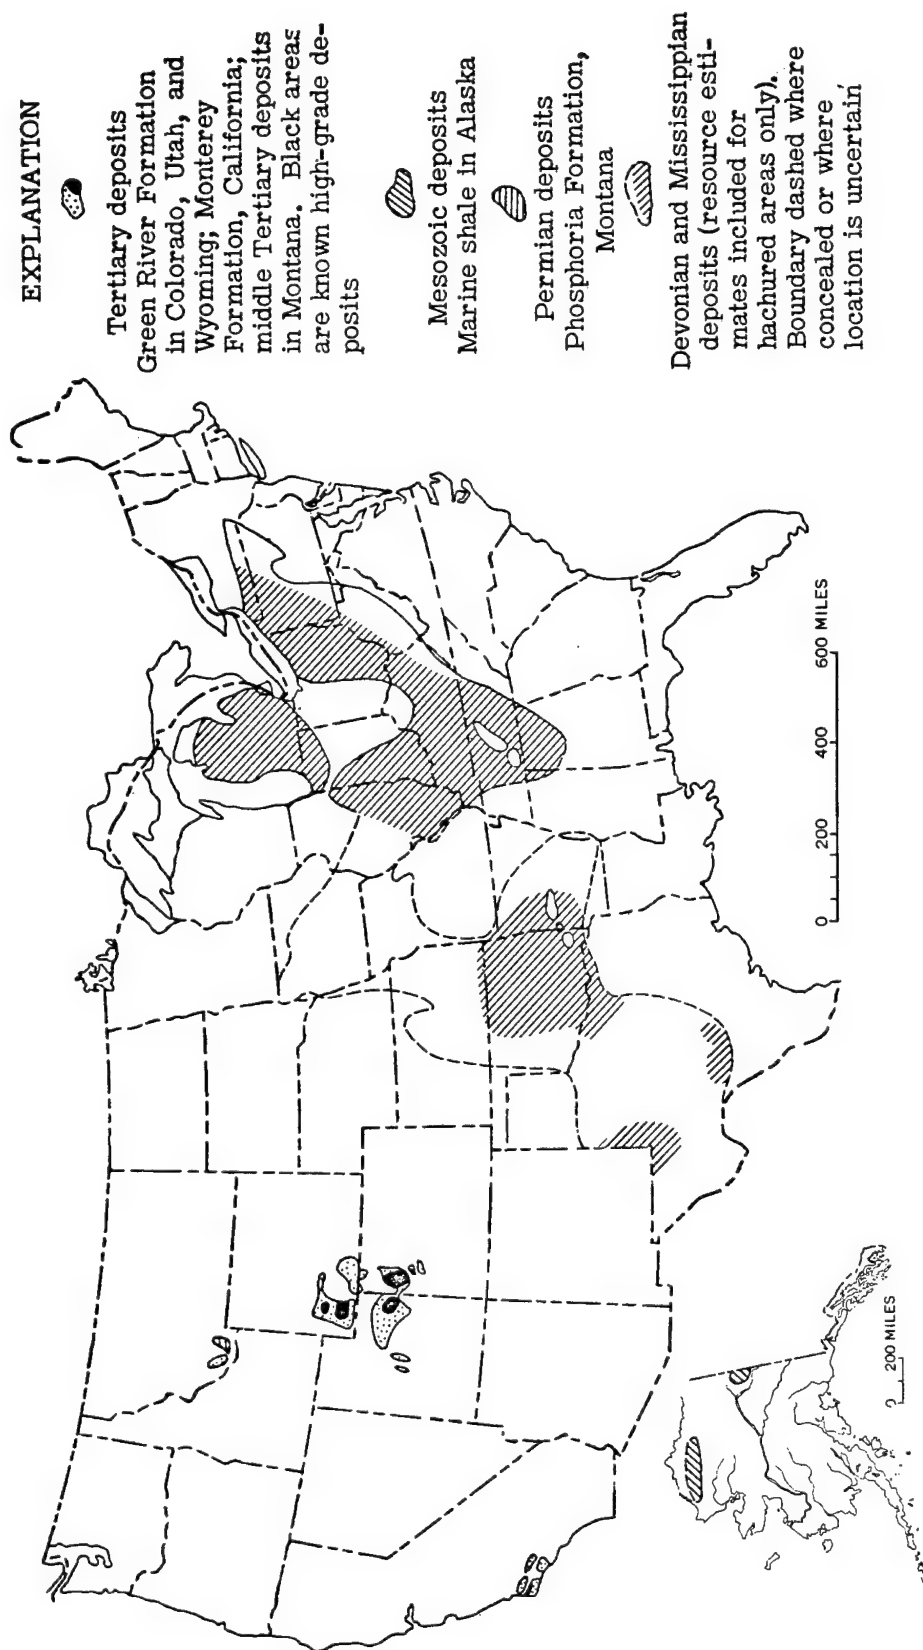 EXPLANATION
Tertiary deposits
Green River Formation
in Colorado, Utah, and
Wyoming; Monterey
Formation, California;
middle Tertiary deposits
in Montana. Black areas
are known high-grade de-
posits
Mesozoic deposits
Marine shale in Alaska
Permian deposits
Phosphoria Formation,
Montana
Devonian and Mississippian
deposits (resource esti-
mates included for
hachured areas only).
Boundary dashed where
concealed or where
location is uncertain
0 200 400 600 MILES
0 200 MILES